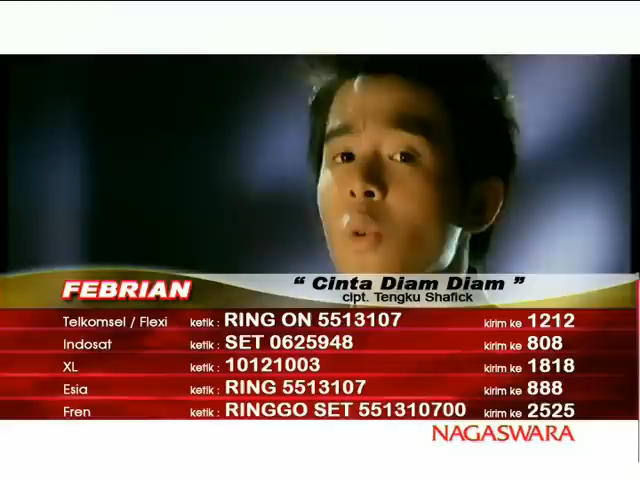 FEBRIAN
“ Cinta Diam Diam ”
cipt. Tengku Shafick
Telkomsel / Flexi ketik : RING ON 5513107 kirim ke 1212
Indosat ketik : SET 0625948 kirim ke 808
XL ketik : 10121003 kirim ke 1818
Esia ketik : RING 5513107 kirim ke 888
Fren ketik : RINGGO SET 551310700 kirim ke 2525
NAGASWARA